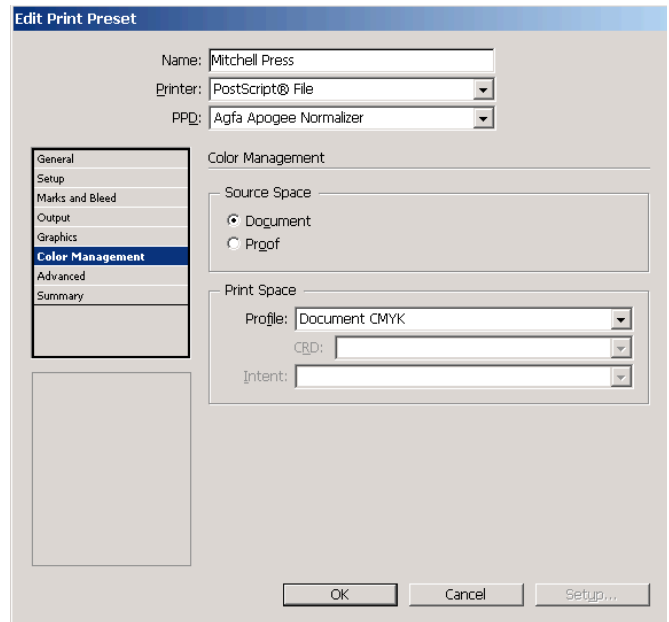 Edit Print Preset
Name: Mitchell Press
Printer: PostScript® File
PPD: Agfa Apogee Normalizer
General
Setup
Marks and Bleed
Output
Graphics
Color Management
Advanced
Summary
Color Management
Source Space
Document
Proof
Print Space
Profile: Document CMYK
CRD:
Intent:
OK Cancel Setup...